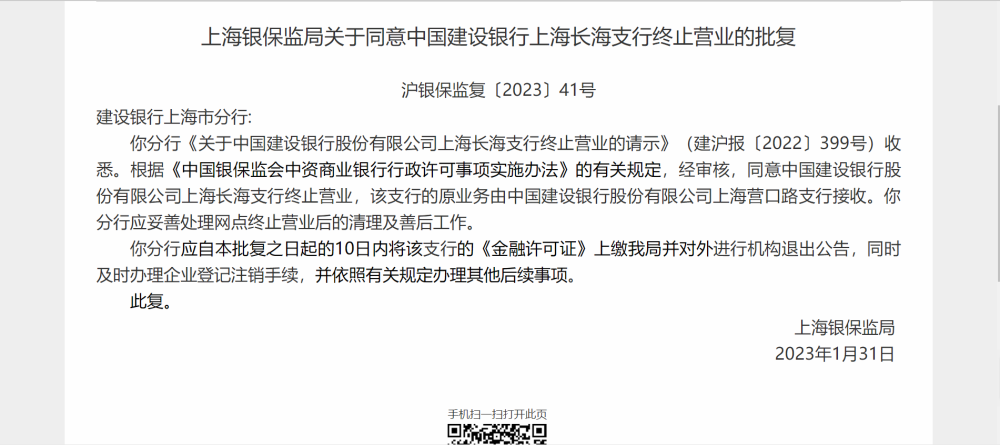 上海银保监局关于同意中国建设银行上海长海支行终止营业的批复
沪银保监复〔2023〕41号
建设银行上海市分行:
你分行《关于中国建设银行股份有限公司上海长海支行终止营业的请示》（建沪报〔2022〕399号）收
悉。根据《中国银保监会中资商业银行行政许可事项实施办法》的有关规定，经审核，同意中国建设银行股
份有限公司上海长海支行终止营业，该支行的原业务由中国建设银行股份有限公司上海营口路支行接收。你
分行应妥善处理网点终止营业后的清理及善后工作。
你分行应自本批复之日起的10日内将该支行的《金融许可证》上缴我局并对外进行机构退出公告，同时
及时办理企业登记注销手续，并依照有关规定办理其他后续事项。
此复。
上海银保监局
2023年1月31日
手机扫一扫打开此页